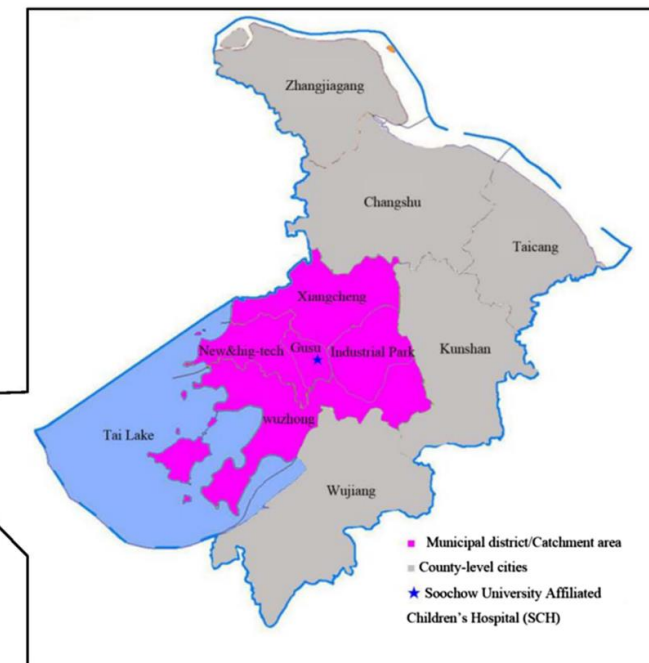 Zhangjiagang
Changshu
Taicang
Xiangcheng
New&Ing-tech
Gusu
Industrial Park
Kunshan
wuzhong
Tai Lake
Wujiang
Municipal district/Catchment area
County-level cities
Soochow University Affiliated
Children's Hospital (SCH)